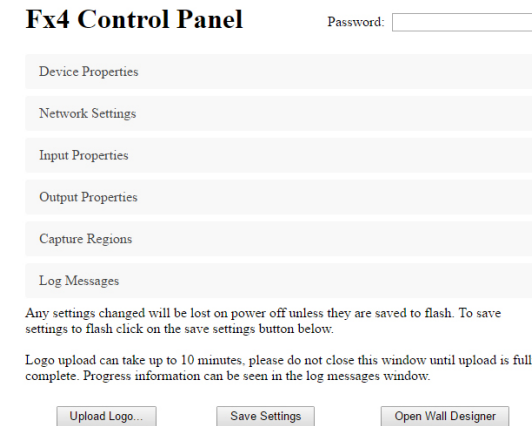 Fx4 Control Panel
Password:
Device Properties
Network Settings
Input Properties
Output Properties
Capture Regions
Log Messages
Any settings changed will be lost on power off unless they are saved to flash. To save
settings to flash click on the save settings button below.
Logo upload can take up to 10 minutes, please do not close this window until upload is full
complete. Progress information can be seen in the log messages window.
Upload Logo... Save Settings Open Wall Designer